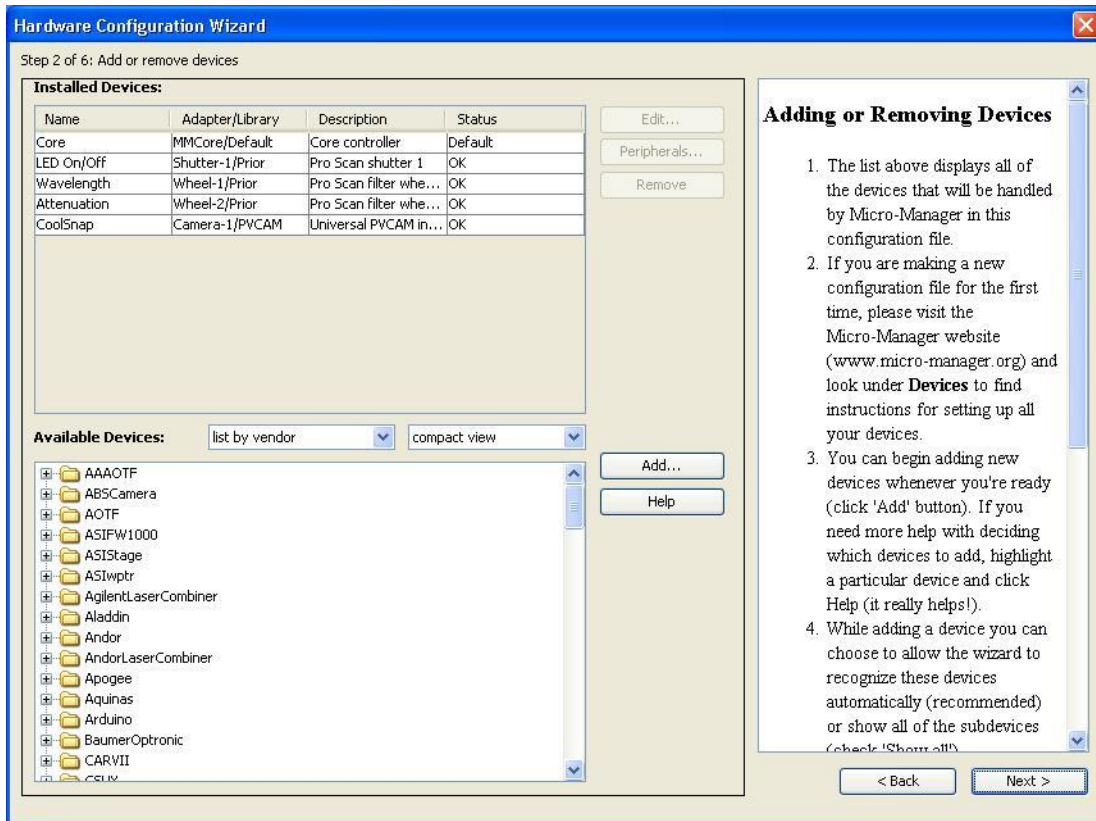 Hardware Configuration Wizard
Step 2 of 6: Add or remove devices
Installed Devices:
Name Adapter/Library Description Status
Core MMCore/Default Core controller Default
LED On/Off Shutter-1/Prior Pro Scan shutter 1 OK
Wavelength Wheel-1/Prior Pro Scan filter whe... OK
Attenuation Wheel-2/Prior Pro Scan filter whe... OK
CoolSnap Camera-1/PVCAM Universal PVCAM in... OK
Edit...
Peripherals...
Remove
Available Devices: list by vendor compact view
AAAOTF
ABSCamera
AOTF
ASIFW1000
ASIStage
ASIwptr
AgilentLaserCombiner
Aladdin
Andor
AndorLaserCombiner
Apogee
Aquinas
Arduino
BaumerOptronic
CARVII
Add...
Help
Adding or Removing Devices
1. The list above displays all of
the devices that will be handled
by Micro-Manager in this
configuration file.
2. If you are making a new
configuration file for the first
time, please visit the
Micro-Manager website
(www.micro-manager.org) and
look under Devices to find
instructions for setting up all
your devices.
3. You can begin adding new
devices whenever you're ready
(click 'Add' button). If you
need more help with deciding
which devices to add, highlight
a particular device and click
Help (it really helps!).
4. While adding a device you can
choose to allow the wizard to
recognize these devices
automatically (recommended)
or show all of the subdevices
(check 'Show all')
< Back
Next >